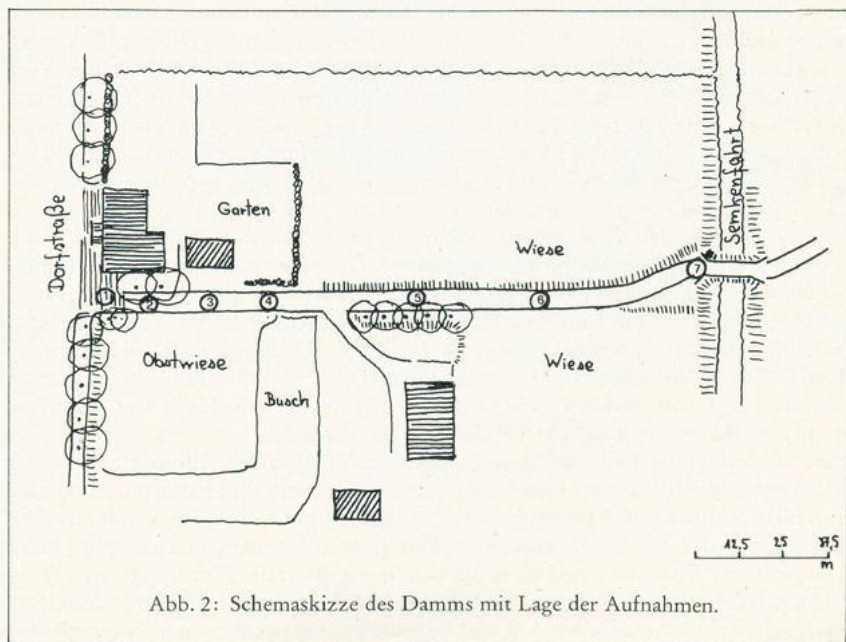 Garten
Dorfstraße
Wiese
Semkenfahrt
1
2
3
4
5
6
7
Obstwiese
Busch
Wiese
12,5 25 37,5
m
Abb. 2: Schemaskizze des Damms mit Lage der Aufnahmen.